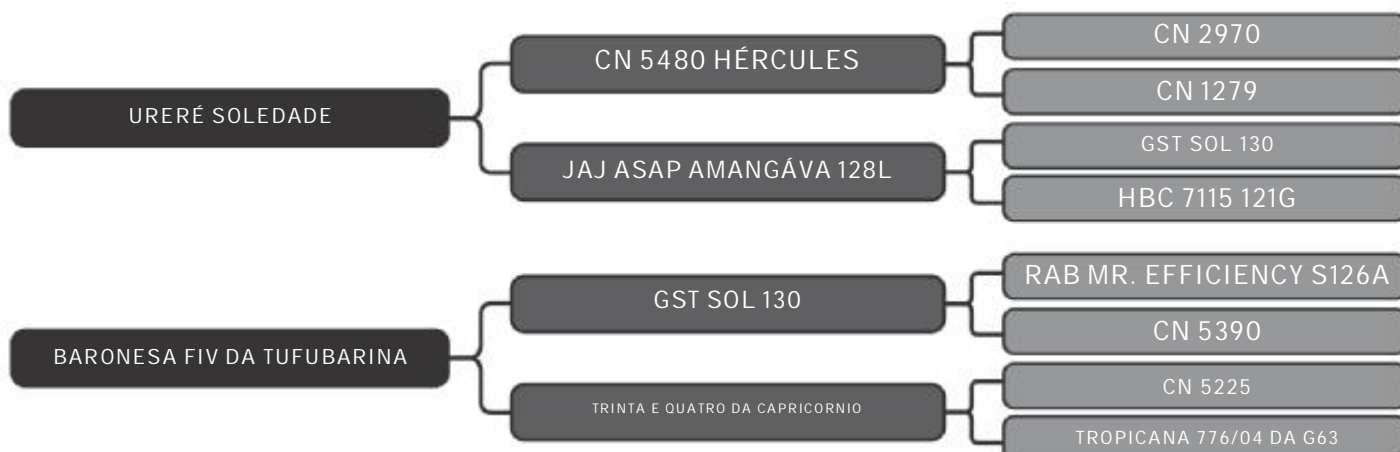 URERÉ SOLEDADE
CN 5480 HÉRCULES
CN 2970
CN 1279
JAJ ASAP AMANGÁVA 128L
GST SOL 130
HBC 7115 121G
BARONESA FIV DA TUFUBARINA
GST SOL 130
RAB MR. EFFICIENCY S126A
CN 5390
TRINTA E QUATRO DA CAPRICORNIO
CN 5225
TROPICANA 776/04 DA G63